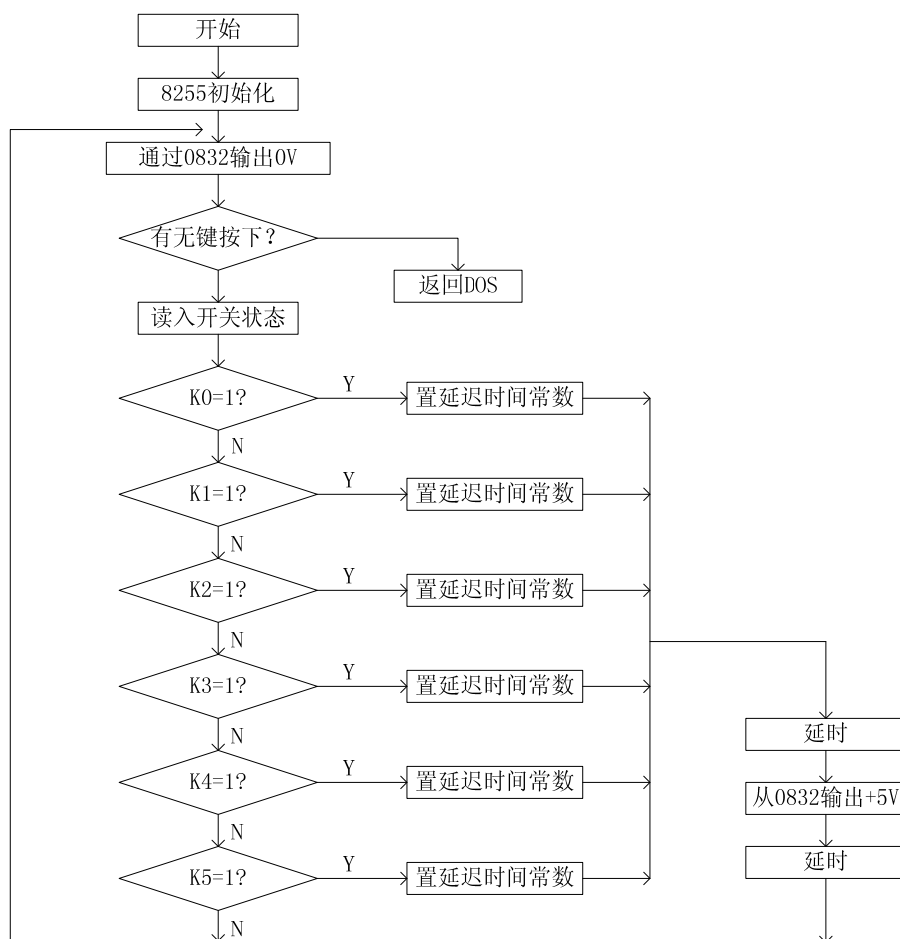 开始
8255初始化
通过0832输出0V
有无键按下?
返回DOS
读入开关状态
K0=1?
Y
置延迟时间常数
N
K1=1?
Y
置延迟时间常数
N
K2=1?
Y
置延迟时间常数
N
K3=1?
Y
置延迟时间常数
N
延时
K4=1?
Y
置延迟时间常数
从0832输出+5V
N
延时
K5=1?
Y
置延迟时间常数
N